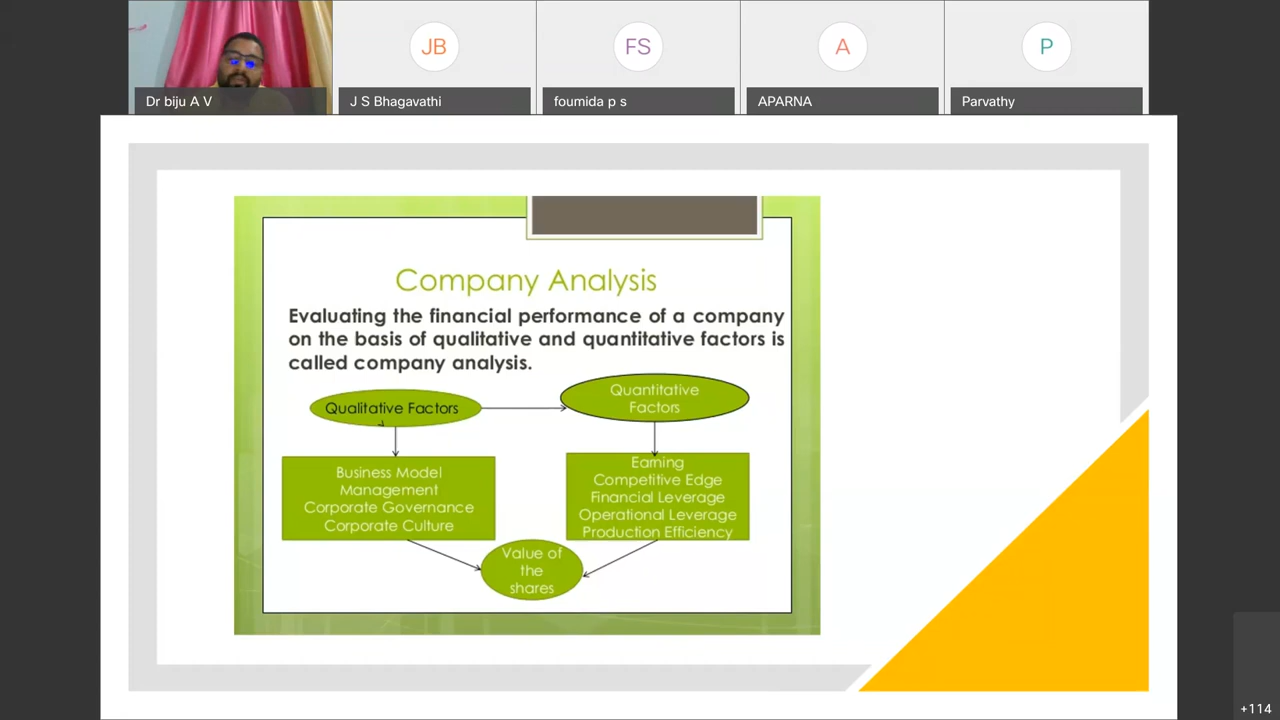 JB
FS
A
P
Dr biju A V
J S Bhagavathi
foumida p s
APARNA
Parvathy
Company Analysis
Evaluating the financial performance of a company
on the basis of qualitative and quantitative factors is
called company analysis.
Qualitative Factors
Quantitative
Factors
Business Model
Management
Corporate Governance
Corporate Culture
Earning
Competitive Edge
Financial Leverage
Operational Leverage
Production Efficiency
Value of
the
shares
+114